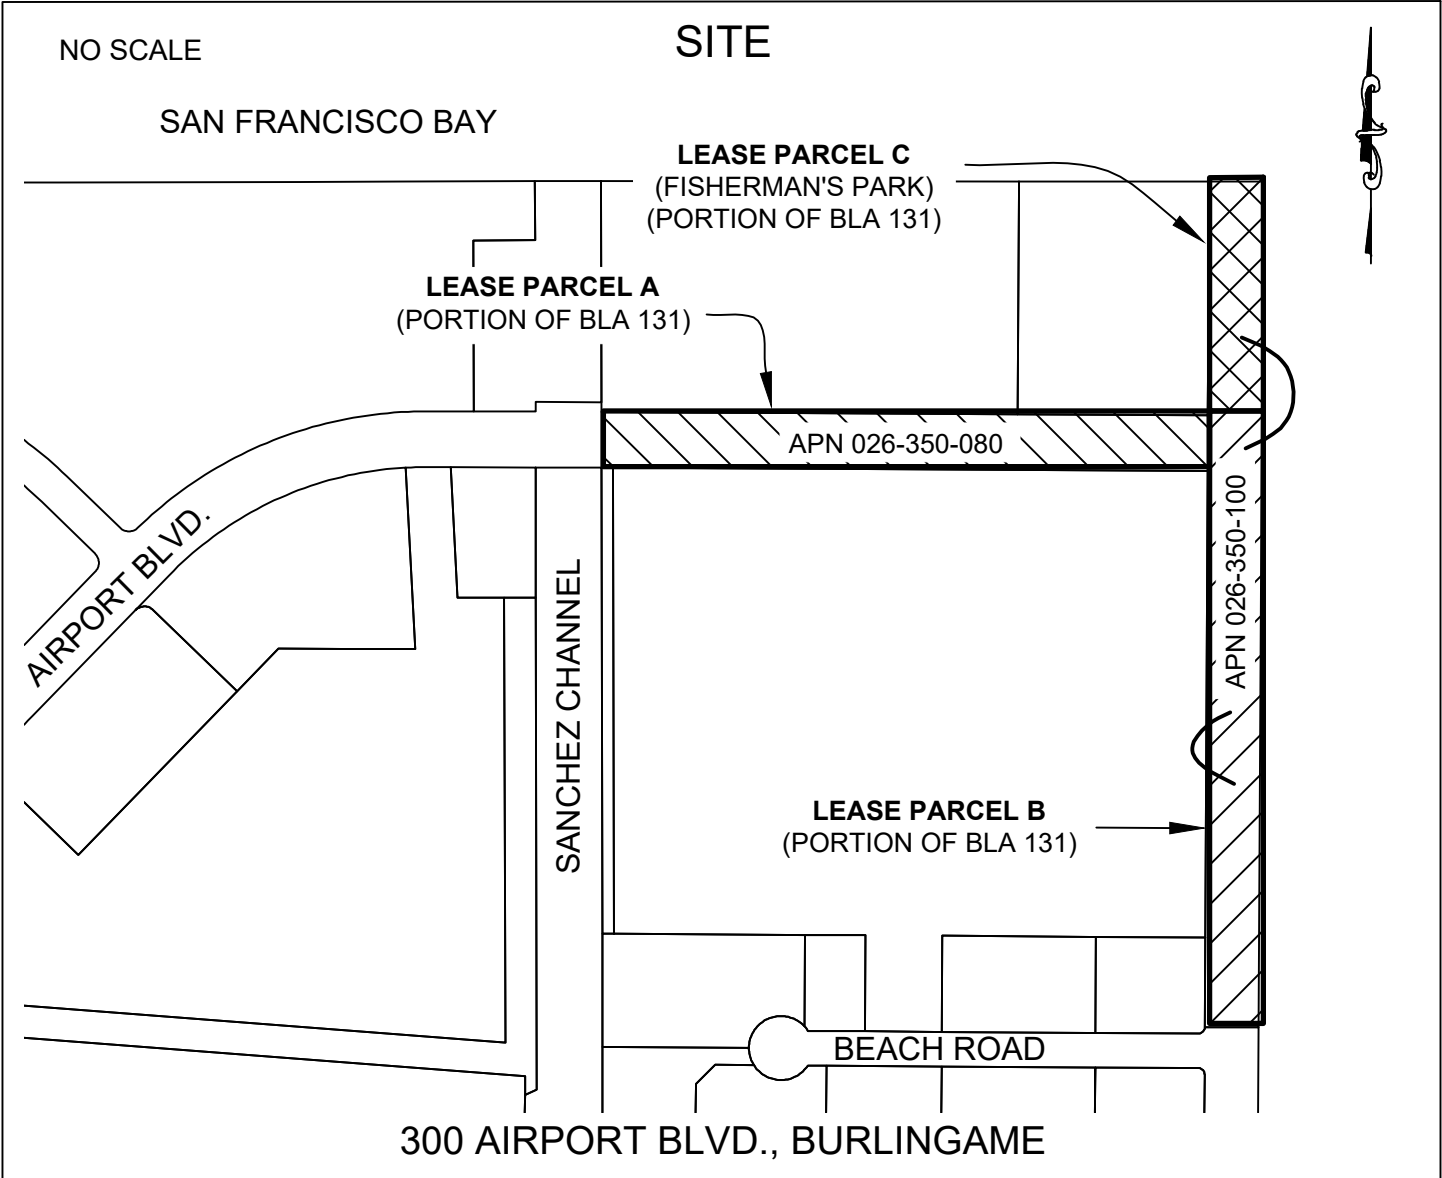 NO SCALE
SITE
SAN FRANCISCO BAY
LEASE PARCEL C
(FISHERMAN'S PARK)
(PORTION OF BLA 131)
LEASE PARCEL A
(PORTION OF BLA 131)
APN 026-350-080
APN 026-350-100
AIRPORT BLVD.
SANCHEZ CHANNEL
LEASE PARCEL B
(PORTION OF BLA 131)
BEACH ROAD
300 AIRPORT BLVD., BURLINGAME